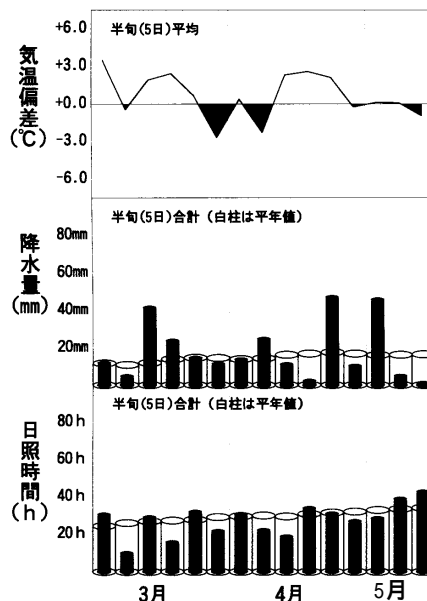 気温偏差(℃)
半旬(5日)平均
+6.0
+3.0
+0.0
-3.0
-6.0
降水量(mm)
半旬(5日)合計 (白柱は平年値)
80mm
60mm
40mm
20mm
日照時間(h)
半旬(5日)合計 (白柱は平年値)
80h
60h
40h
20h
3月 4月 5月